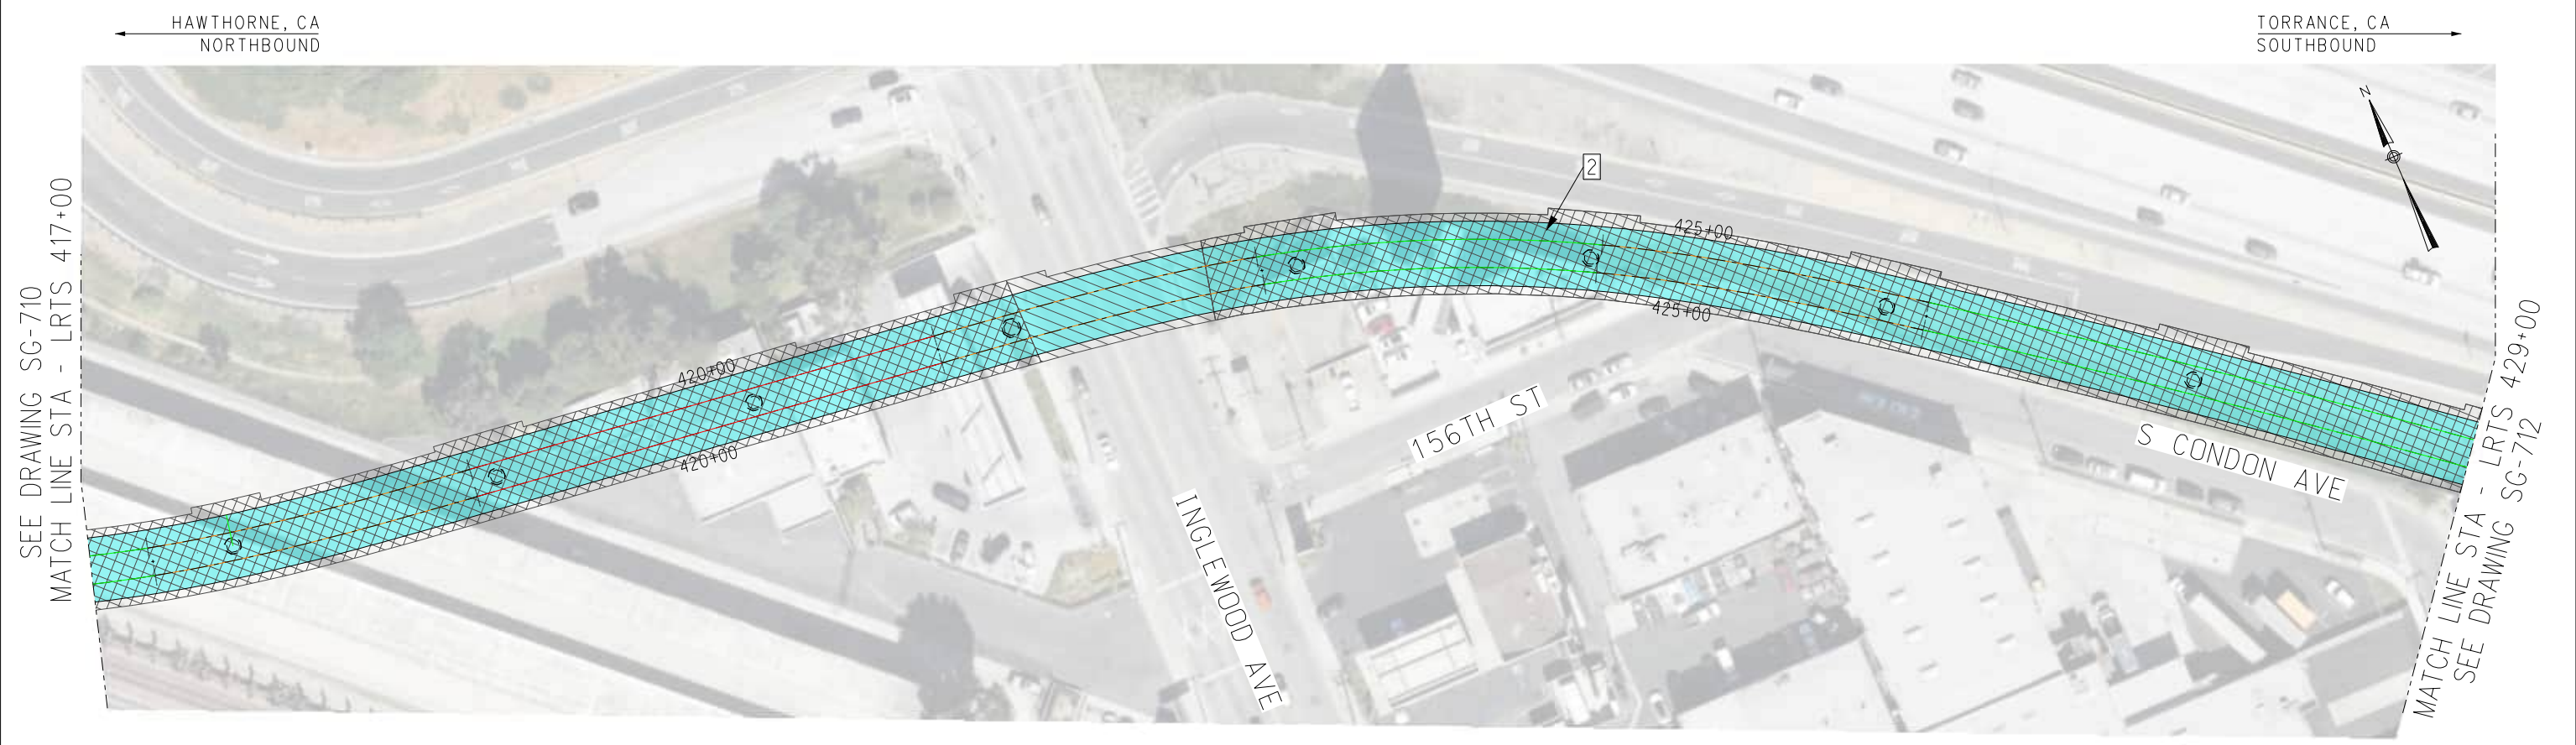 HAWTHORNE, CA
NORTHBOUND
TORRANCE, CA
SOUTHBOUND
N
2
SEE DRAWING SG-710
MATCH LINE STA - LRTS 417+00
425+00
425+00
420+00
420+00
156TH ST
INGLEWOOD AVE
S CONDON AVE
MATCH LINE STA - LRTS 429+00
SEE DRAWING SG-712